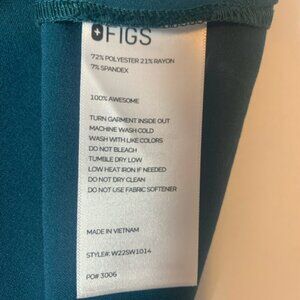 FIGS
72% POLYESTER 21% RAYON
7% SPANDEX
100% AWESOME
TURN GARMENT INSIDE OUT
MACHINE WASH COLD
WASH WITH LIKE COLORS
DO NOT BLEACH
TUMBLE DRY LOW
LOW HEAT IRON IF NEEDED
DO NOT DRY CLEAN
DO NOT USE FABRIC SOFTENER
MADE IN VIETNAM
STYLE#: W22SW1014
PO# 3006